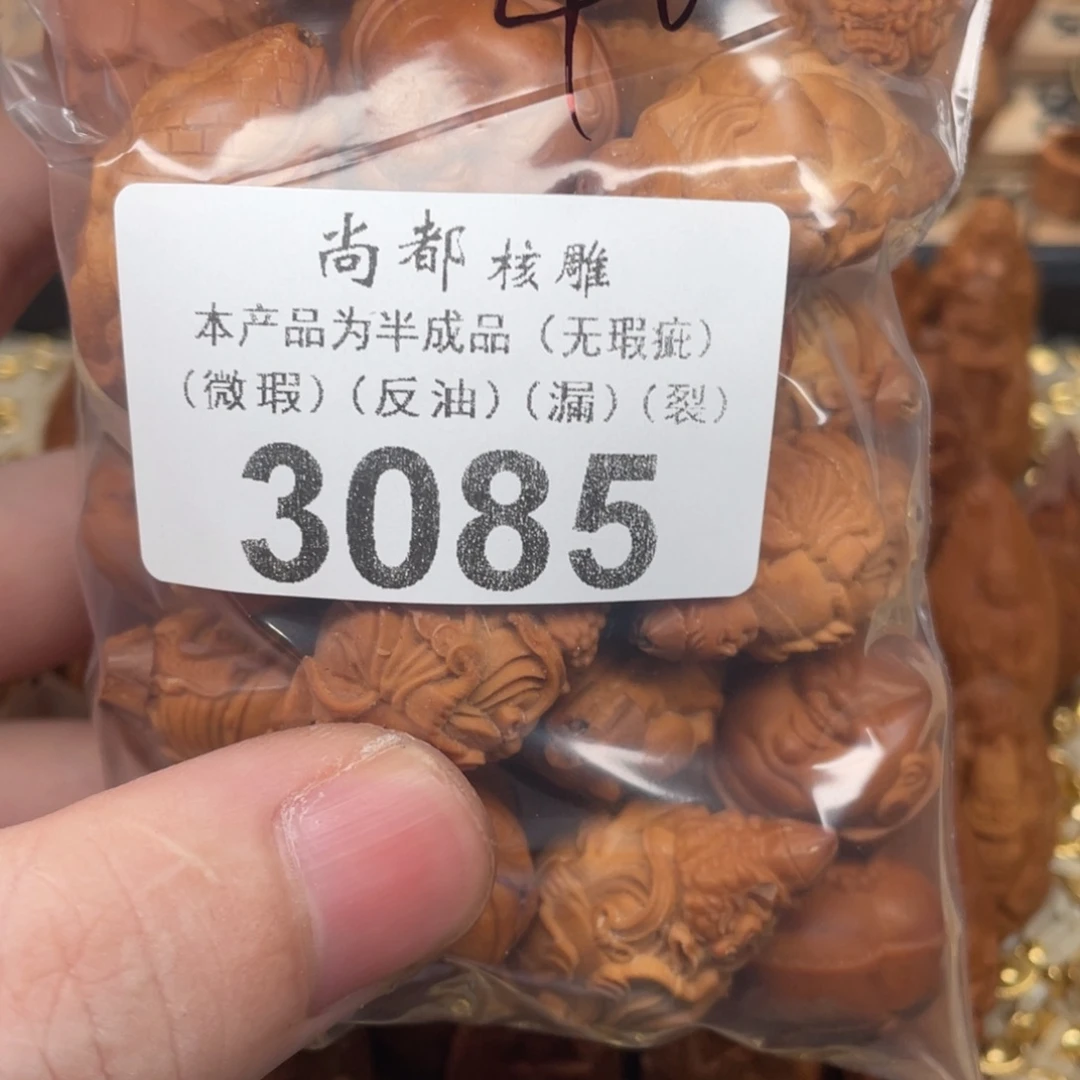 尚都核雕
本产品为半成品（无瑕疵）
（微瑕）（反油）（漏）（裂）
3085